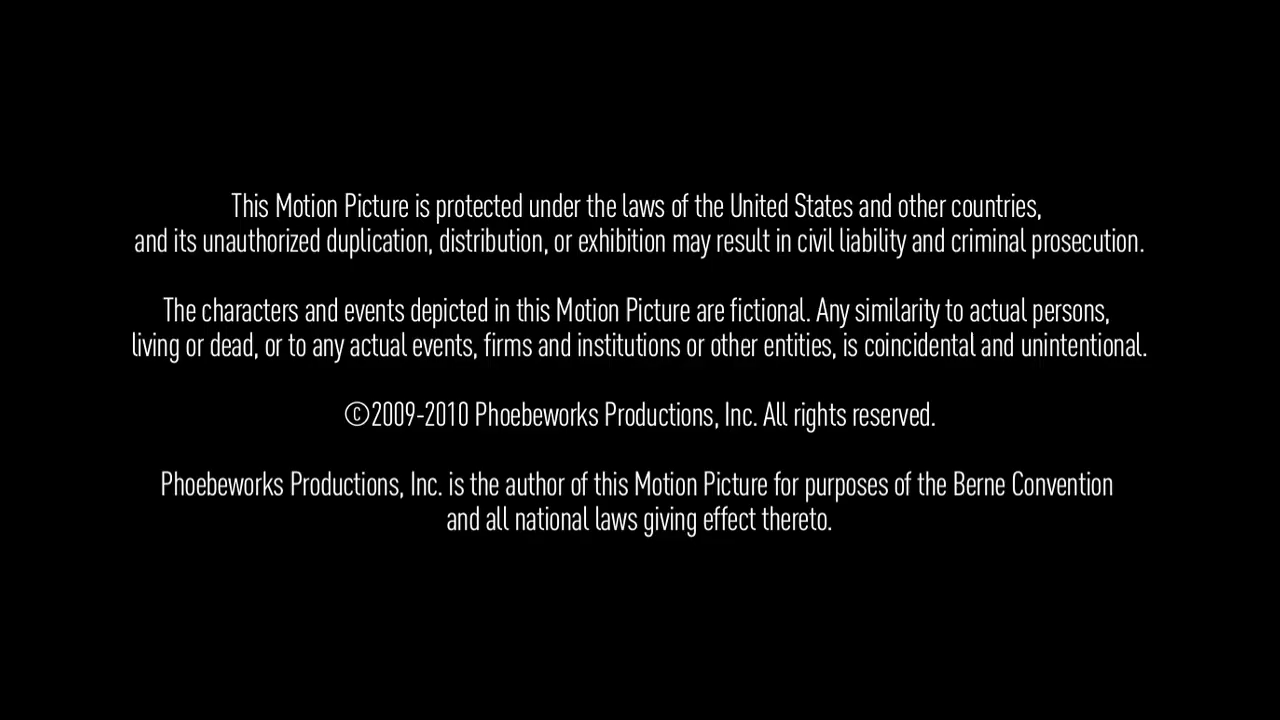 This Motion Picture is protected under the laws of the United States and other countries,
and its unauthorized duplication, distribution, or exhibition may result in civil liability and criminal prosecution.
The characters and events depicted in this Motion Picture are fictional. Any similarity to actual persons,
living or dead, or to any actual events, firms and institutions or other entities, is coincidental and unintentional.
©2009-2010 Phoebeworks Productions, Inc. All rights reserved.
Phoebeworks Productions, Inc. is the author of this Motion Picture for purposes of the Berne Convention
and all national laws giving effect thereto.